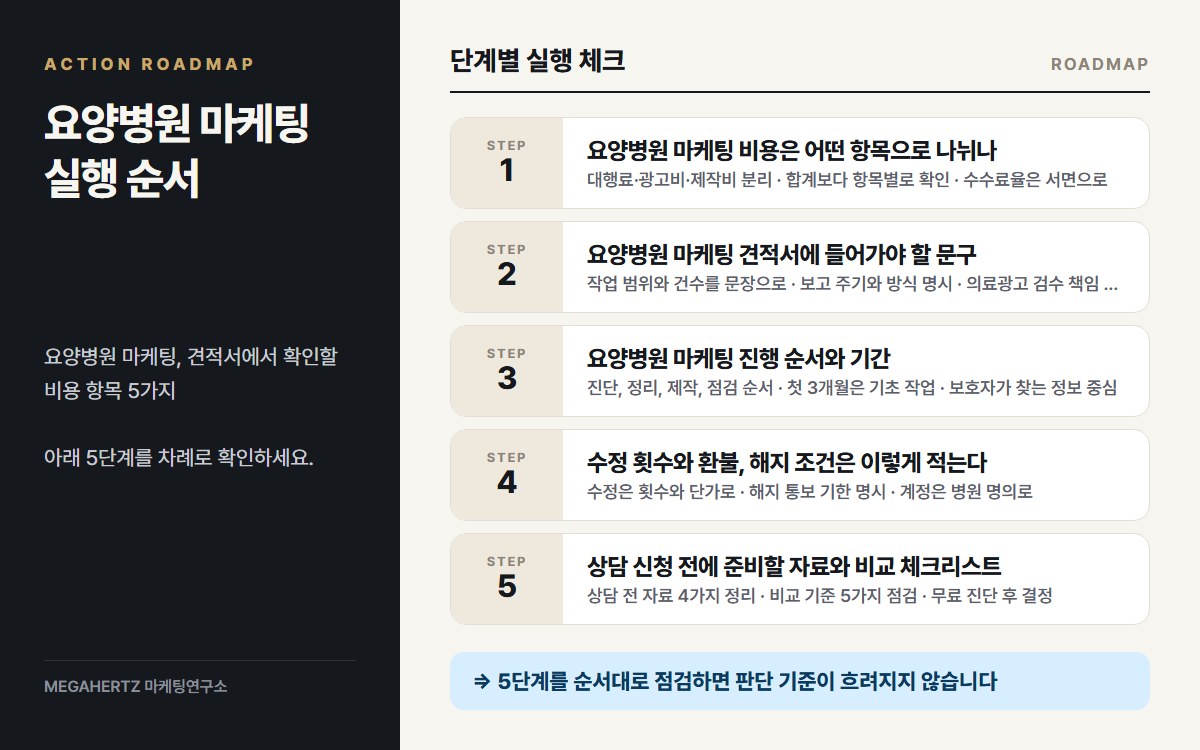 ACTION ROADMAP
요양병원 마케팅
실행 순서
요양병원 마케팅, 견적서에서 확인할
비용 항목 5가지
아래 5단계를 차례로 확인하세요.
MEGAHERTZ 마케팅연구소
단계별 실행 체크
ROADMAP
STEP
1
요양병원 마케팅 비용은 어떤 항목으로 나뉘나
대행료·광고비·제작비 분리 · 합계보다 항목별로 확인 · 수수료율은 서면으로
STEP
2
요양병원 마케팅 견적서에 들어가야 할 문구
작업 범위와 건수를 문장으로 · 보고 주기와 방식 명시 · 의료광고 검수 책임 ...
STEP
3
요양병원 마케팅 진행 순서와 기간
진단, 정리, 제작, 점검 순서 · 첫 3개월은 기초 작업 · 보호자가 찾는 정보 중심
STEP
4
수정 횟수와 환불, 해지 조건은 이렇게 적는다
수정은 횟수와 단가로 · 해지 통보 기한 명시 · 계정은 병원 명의로
STEP
5
상담 신청 전에 준비할 자료와 비교 체크리스트
상담 전 자료 4가지 정리 · 비교 기준 5가지 점검 · 무료 진단 후 결정
→ 5단계를 순서대로 점검하면 판단 기준이 흐려지지 않습니다